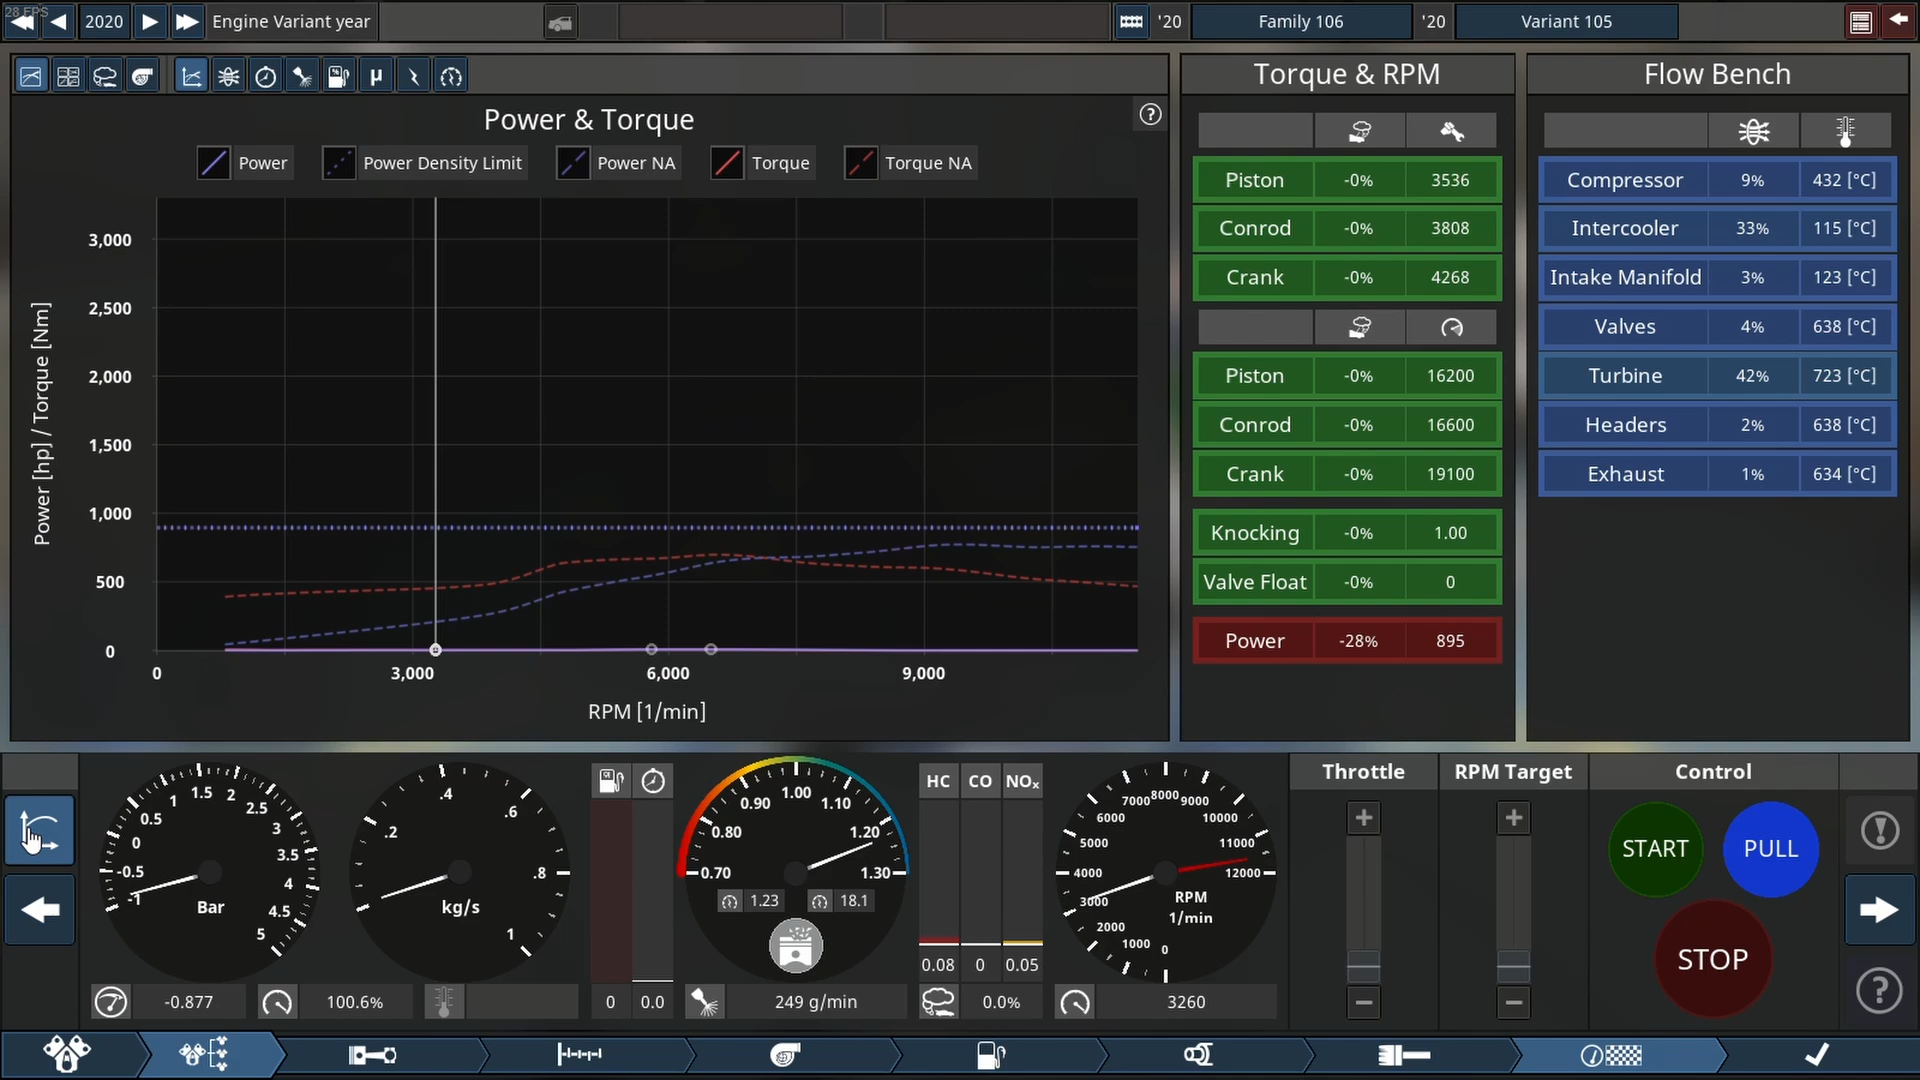 28 FPS
2020
Engine Variant year
'20
Family 106
'20
Variant 105
Power & Torque
Power
Power Density Limit
Power NA
Torque
Torque NA
Power [hp] / Torque [Nm]
3,000
2,500
2,000
1,500
1,000
500
0
0
3,000
6,000
9,000
RPM [1/min]
Torque & RPM
Piston -0% 3536
Conrod -0% 3808
Crank -0% 4268
Piston -0% 16200
Conrod -0% 16600
Crank -0% 19100
Knocking -0% 1.00
Valve Float -0% 0
Power -28% 895
Flow Bench
Compressor 9% 432 [°C]
Intercooler 33% 115 [°C]
Intake Manifold 3% 123 [°C]
Valves 4% 638 [°C]
Turbine 42% 723 [°C]
Headers 2% 638 [°C]
Exhaust 1% 634 [°C]
-1
-0.5
0
0.5
1
1.5
2
2.5
3
3.5
4
4.5
5
Bar
-0.877
.2
.4
.6
.8
1
kg/s
100.6%
0
0.0
0.70
0.80
0.90
1.00
1.10
1.20
1.30
1.23
18.1
249 g/min
HC
CO
NOx
0.08
0
0.05
0.0%
0
1000
2000
3000
4000
5000
6000
7000
8000
9000
10000
11000
12000
RPM
1/min
3260
Throttle
+
−
RPM Target
+
−
Control
START
PULL
STOP